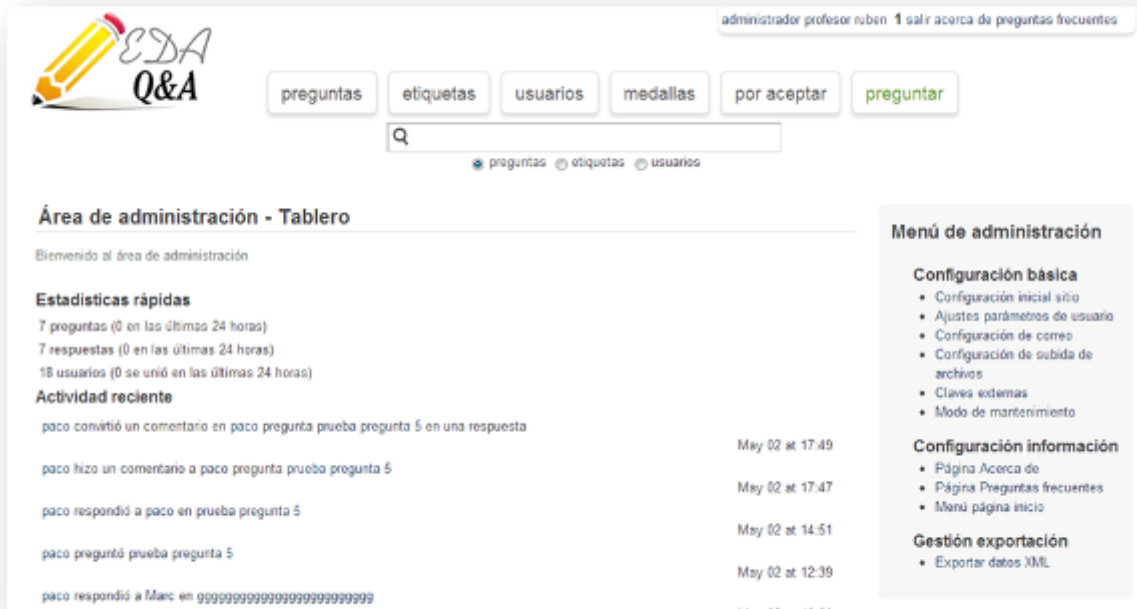 administrador profesor ruben 1 salir acerca de preguntas frecuentes
EDA
Q&A
preguntas etiquetas usuarios medallas por aceptar preguntar
preguntas etiquetas usuarios
Área de administración - Tablero
Bienvenido al área de administración
Estadísticas rápidas
7 preguntas (0 en las últimas 24 horas)
7 respuestas (0 en las últimas 24 horas)
18 usuarios (0 se unió en las últimas 24 horas)
Actividad reciente
paco convirtió un comentario en paco pregunta prueba pregunta 5 en una respuesta
May 02 at 17:49
paco hizo un comentario a paco pregunta prueba pregunta 5
May 02 at 17:47
paco respondió a paco en prueba pregunta 5
May 02 at 14:51
paco preguntó prueba pregunta 5
May 02 at 12:39
paco respondió a Marc en
Menú de administración
Configuración básica
• Configuración inicial sitio
• Ajustes parámetros de usuario
• Configuración de correo
• Configuración de subida de
archivos
• Claves externas
• Modo de mantenimiento
Configuración información
• Página Acerca de
• Página Preguntas frecuentes
• Menú página inicio
Gestión exportación
• Exportar datos XML